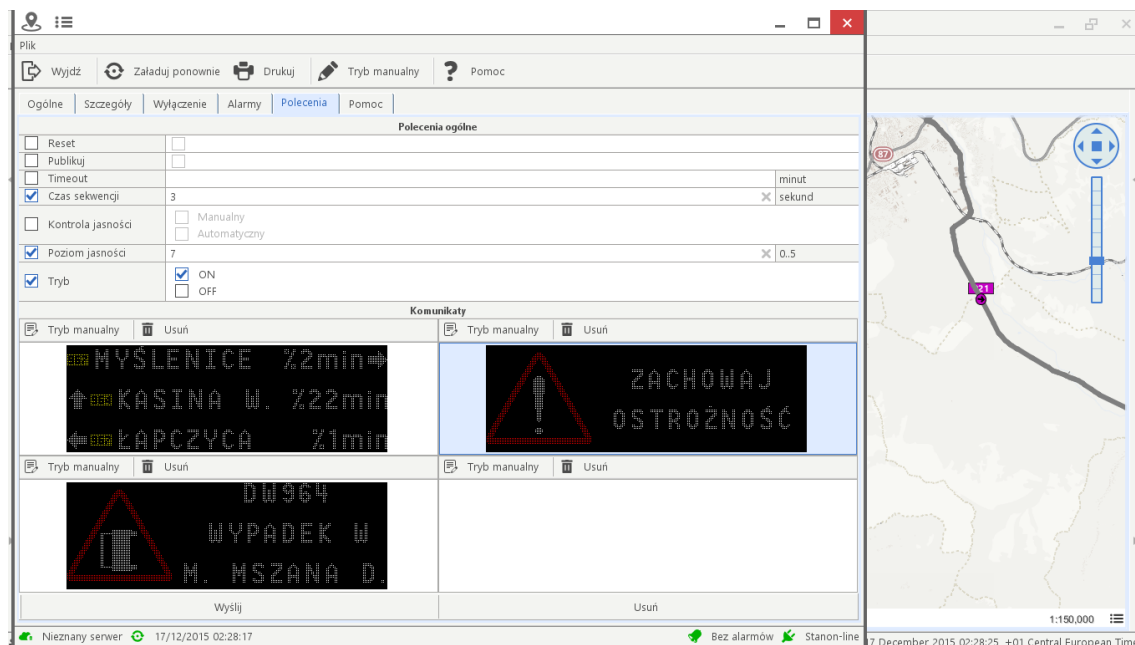 Plik
Wyjdź Załaduj ponownie Drukuj Tryb manualny Pomoc
Ogólne Szczegóły Wyłączenie Alarmy Polecenia Pomoc
Polecenia ogólne
Reset
Publikuj
Timeout minut
Czas sekwencji 3 sekund
Kontrola jasności Manualny
Automatyczny
Poziom jasności 7 0..5
Tryb ON
OFF
Komunikaty
Tryb manualny Usuń Tryb manualny Usuń
MYŚLENICE %2min
KASINA W. %22min
ŁAPCZYCA %1min
ZACHOWAJ
OSTROŻNOŚĆ
Tryb manualny Usuń Tryb manualny Usuń
DW964
WYPADEK W
M. MSZANA D.
Wyślij Usuń
Nieznany serwer 17/12/2015 02:28:17 Bez alarmów Stanon-line
87
21
1:150,000
17 December 2015 02:28:25 +01 Central European Time